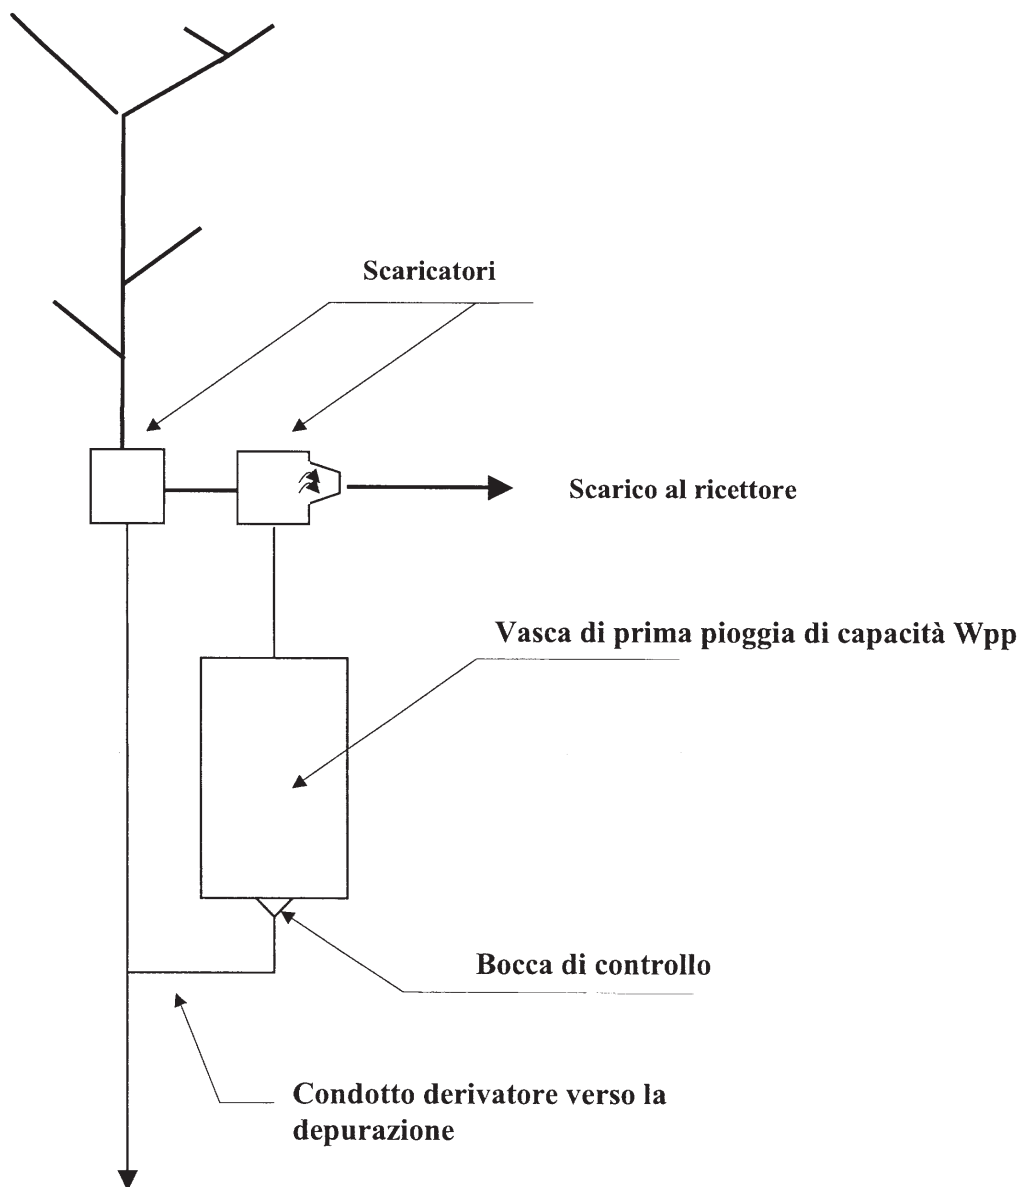 Scaricatori
Scarico al ricettore
Vasca di prima pioggia di capacità Wpp
Bocca di controllo
Condotto derivatore verso la
depurazione